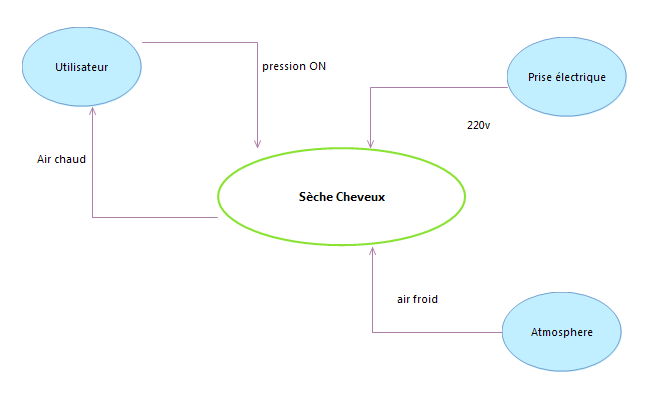 Utilisateur
pression ON
Prise électrique
220v
Air chaud
Sèche Cheveux
air froid
Atmosphere